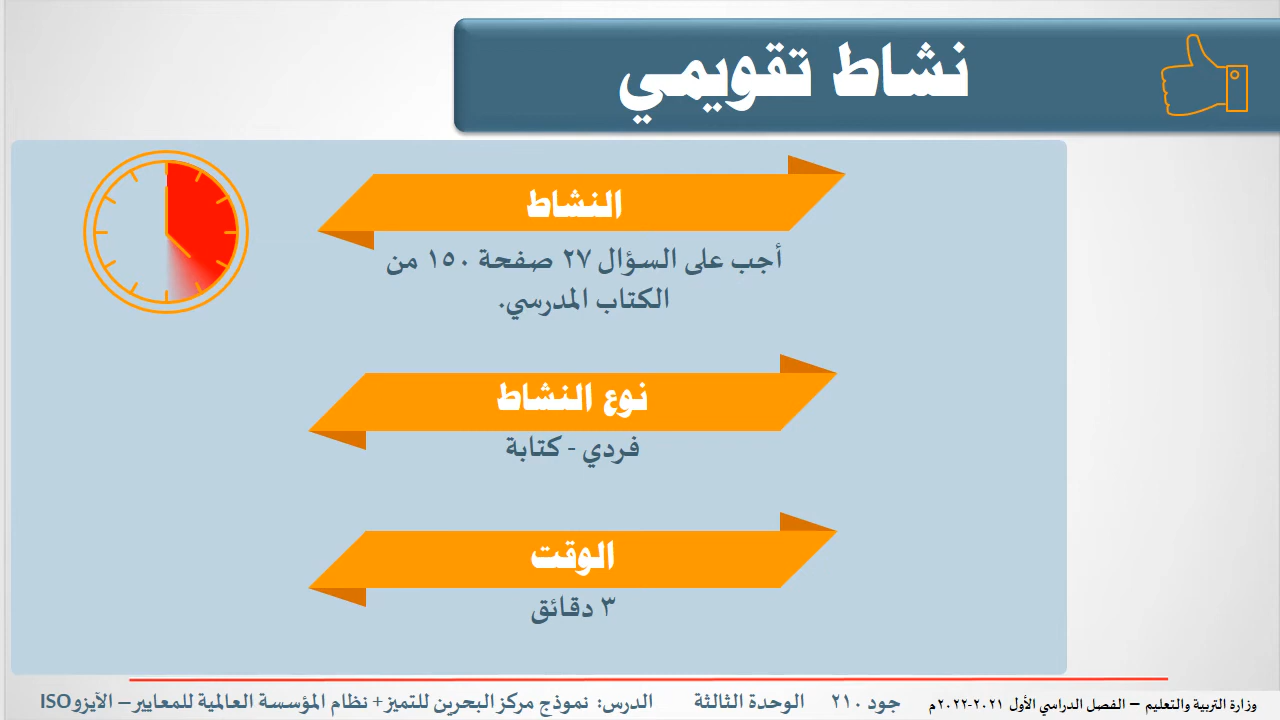 نشاط تقويمي
النشاط
أجب على السؤال ٢٧ صفحة ١٥٠ من
الكتاب المدرسي.
نوع النشاط
فردي - كتابة
الوقت
٣ دقائق
وزارة التربية والتعليم – الفصل الدراسي الأول ٢٠٢١-٢٠٢٢م جود ٢١٠ الوحدة الثالثة الدرس: نموذج مركز البحرين للتميز+ نظام المؤسسة العالمية للمعايير– الآيزوISO